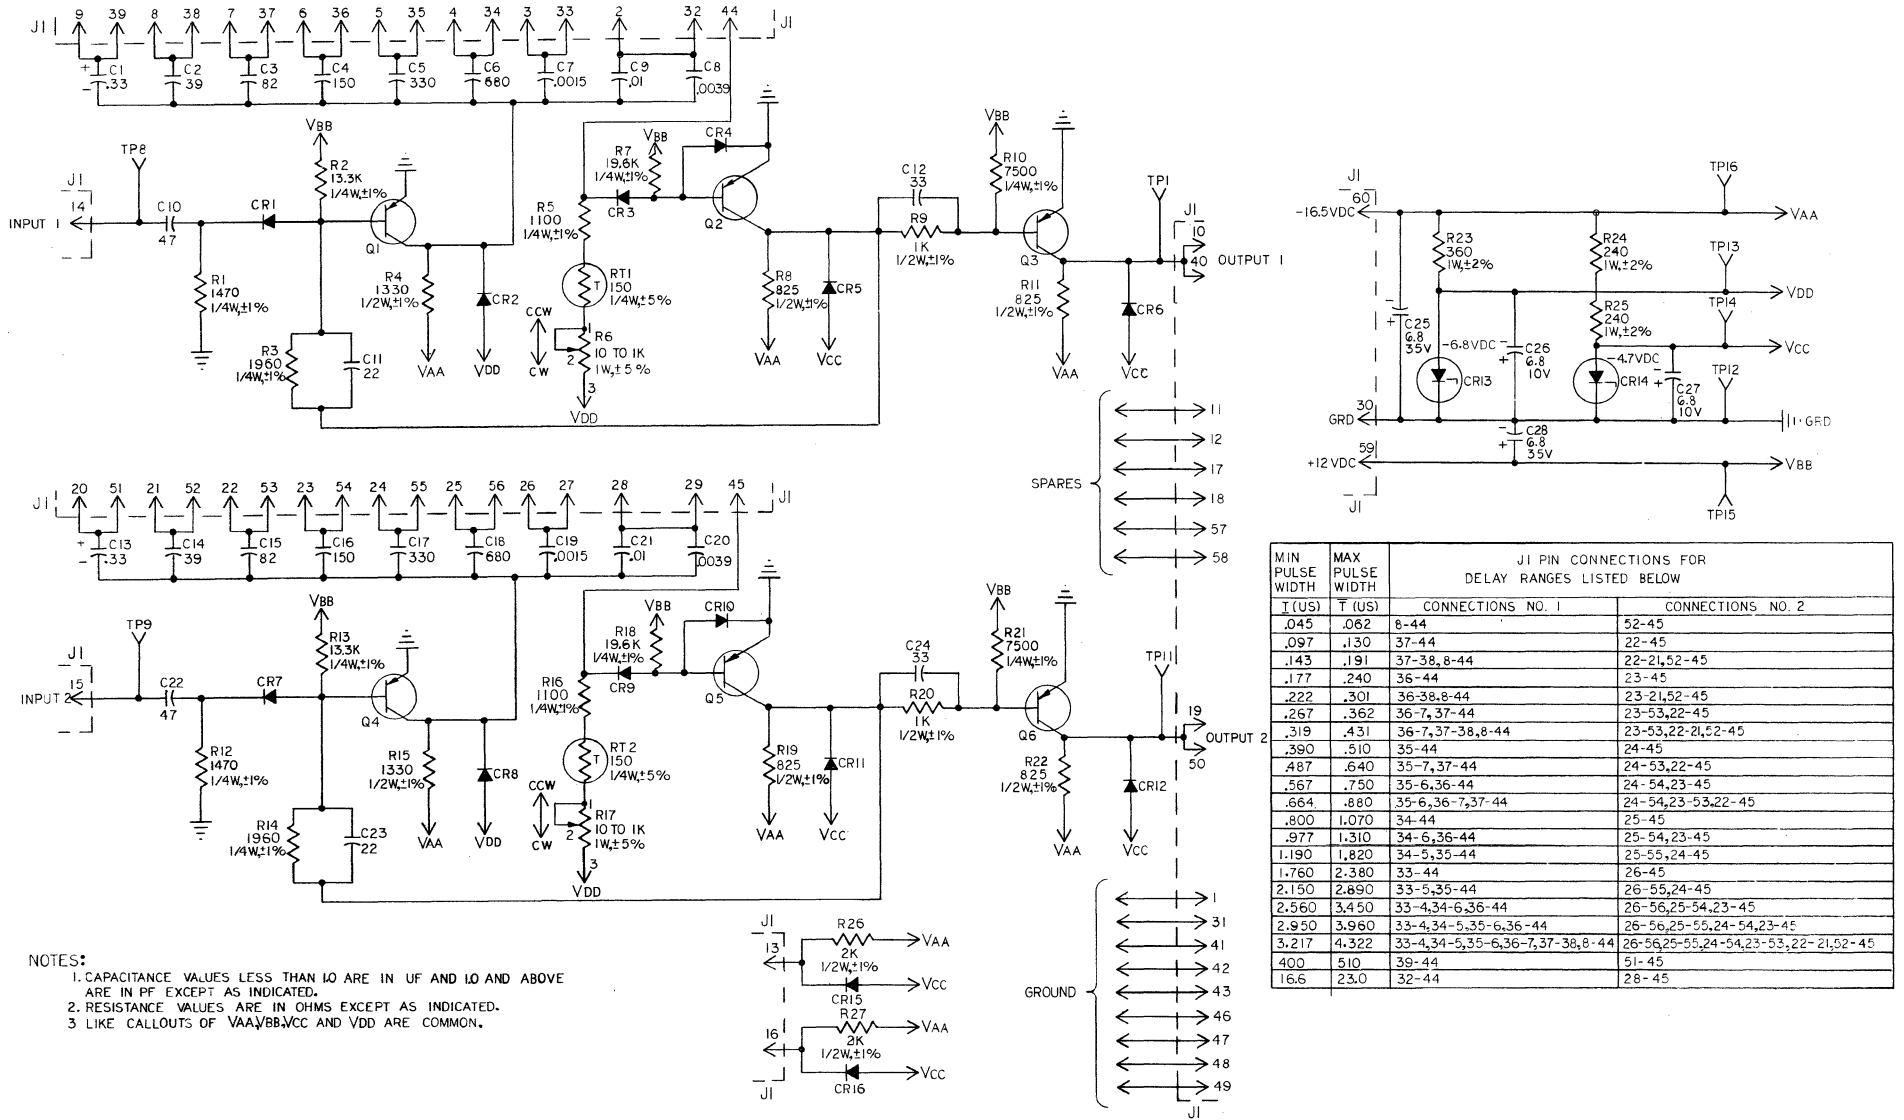 J1 9 39 8 38 7 37 6 36 5 35 4 34 3 33 2 32 44 J1
+ C1 .33 −
C2 39
C3 82
C4 150
C5 330
C6 680
C7 .0015
C9 .01
C8 .0039
TP8
J1
14
INPUT 1
C10
47
R1
1470
1/4W,±1%
CR1
VBB
R2
13.3K
1/4W,±1%
Q1
R3
1960
1/4W,±1%
C11
22
R4
1330
1/2W,±1%
VAA
CR2
VDD
R5
1100
1/4W,±1%
RT1
150
1/4W,±5%
T
CCW
CW
1
2
3
R6
10 TO 1K
1W,±5%
VDD
R7
19.6K
1/4W,±1%
VBB
CR3
CR4
Q2
R8
825
1/2W,±1%
VAA
CR5
VCC
C12
33
R9
1K
1/2W,±1%
VBB
R10
7500
1/4W,±1%
Q3
R11
825
1/2W,±1%
VAA
CR6
VCC
TP1
J1
10
40
OUTPUT 1
SPARES
11
12
17
18
57
58
J1
60
−16.5VDC
R23
360
1W,±2%
R24
240
1W,±2%
R25
240
1W,±2%
TP16
VAA
TP13
VDD
TP14
VCC
TP12
− + C25
6.8
35V
−6.8VDC
CR13
− + C26
6.8
10V
−4.7VDC
CR14
− + C27
6.8
10V
30
GRD
GRD
− + C28
6.8
35V
59
+12VDC
VBB
TP15
J1
J1 20 51 21 52 22 53 23 54 24 55 25 56 26 27 28 29 45 J1
+ C13 .33 −
C14 39
C15 82
C16 150
C17 330
C18 680
C19 .0015
C21 .01
C20 .0039
TP9
J1
15
INPUT 2
C22
47
R12
1470
1/4W,±1%
CR7
VBB
R13
13.3K
1/4W,±1%
Q4
R14
1960
1/4W,±1%
C23
22
R15
1330
1/2W,±1%
VAA
CR8
VDD
R16
1100
1/4W,±1%
RT2
150
1/4W,±5%
T
CCW
CW
1
2
3
R17
10 TO 1K
1W,±5%
VDD
R18
19.6K
1/4W,±1%
VBB
CR9
CR10
Q5
R19
825
1/2W,±1%
VAA
CR11
VCC
C24
33
R20
1K
1/2W,±1%
VBB
R21
7500
1/4W,±1%
Q6
R22
825
1/2W,±1%
VAA
CR12
VCC
TP11
19
50
OUTPUT 2
GROUND
1
31
41
42
43
46
47
48
49
J1
J1
13
R26
2K
1/2W,±1%
VAA
CR15
VCC
16
R27
2K
1/2W,±1%
VAA
CR16
VCC
J1
MIN PULSE WIDTH MAX PULSE WIDTH J1 PIN CONNECTIONS FOR
DELAY RANGES LISTED BELOW
T (US) T (US) CONNECTIONS NO. 1 CONNECTIONS NO. 2
.045 .062 8-44 52-45
.097 .130 37-44 22-45
.143 .191 37-38,8-44 22-21,52-45
.177 .240 36-44 23-45
.222 .301 36-38.8-44 23-21,52-45
.267 .362 36-7,37-44 23-53,22-45
.319 .431 36-7,37-38,8-44 23-53,22-21,52-45
.390 .510 35-44 24-45
.487 .640 35-7,37-44 24-53,22-45
.567 .750 35-6.36-44 24-54,23-45
.664 .880 35-6,36-7,37-44 24-54,23-53,22-45
.800 1.070 34-44 25-45
.977 1.310 34-6,36-44 25-54,23-45
1.190 1.820 34-5,35-44 25-55,24-45
1.760 2.380 33-44 26-45
2.150 2.890 33-5,35-44 26-55,24-45
2.560 3.450 33-4,34-6,36-44 26-56,25-54,23-45
2.950 3.960 33-4,34-5,35-6,36-44 26-56,25-55,24-54,23-45
3.217 4.322 33-4,34-5,35-6,36-7,37-38,8-44 26-56,25-55,24-54,23-53,22-21,52-45
400 510 39-44 51-45
16.6 23.0 32-44 28-45
NOTES:
1. CAPACITANCE VALUES LESS THAN 1.0 ARE IN UF AND 1.0 AND ABOVE
ARE IN PF EXCEPT AS INDICATED.
2. RESISTANCE VALUES ARE IN OHMS EXCEPT AS INDICATED.
3 LIKE CALLOUTS OF VAA,VBB,VCC AND VDD ARE COMMON.